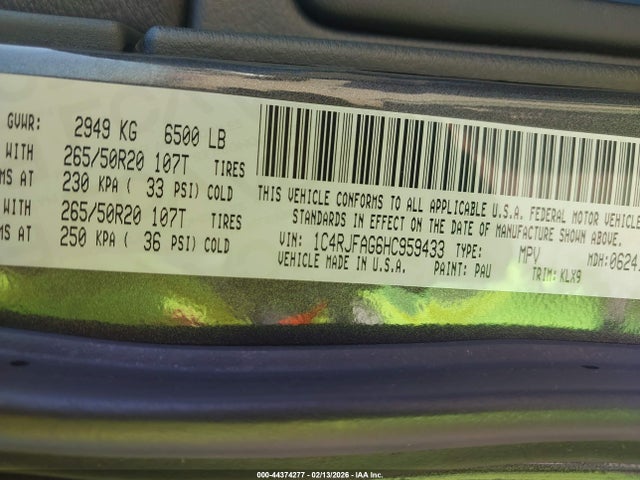 GVWR: 2949 KG 6500 LB
WITH 265/50R20 107T TIRES
MS AT 230 KPA ( 33 PSI) COLD
WITH 265/50R20 107T TIRES
MS AT 250 KPA ( 36 PSI) COLD
THIS VEHICLE CONFORMS TO ALL APPLICABLE U.S.A. FEDERAL MOTOR VEHICLE
STANDARDS IN EFFECT ON THE DATE OF MANUFACTURE SHOWN ABOVE.
VIN: 1C4RJFAG6HC959433 TYPE: MPV MDH: 0624
VEHICLE MADE IN U.S.A. PAINT: PAU TRIM: KLX9
000-44374277 - 02/13/2026 - IAA Inc.